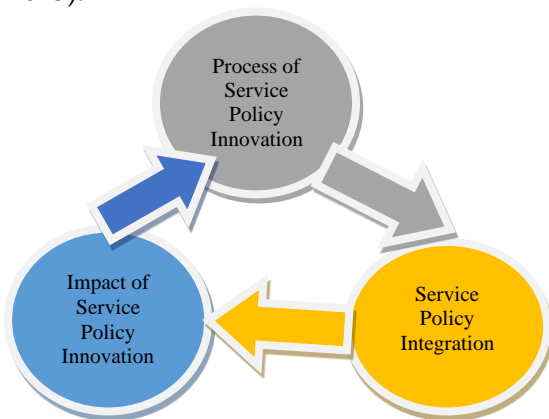 Process of
Service
Policy
Innovation
Impact of
Service
Policy
Innovation
Service
Policy
Integration